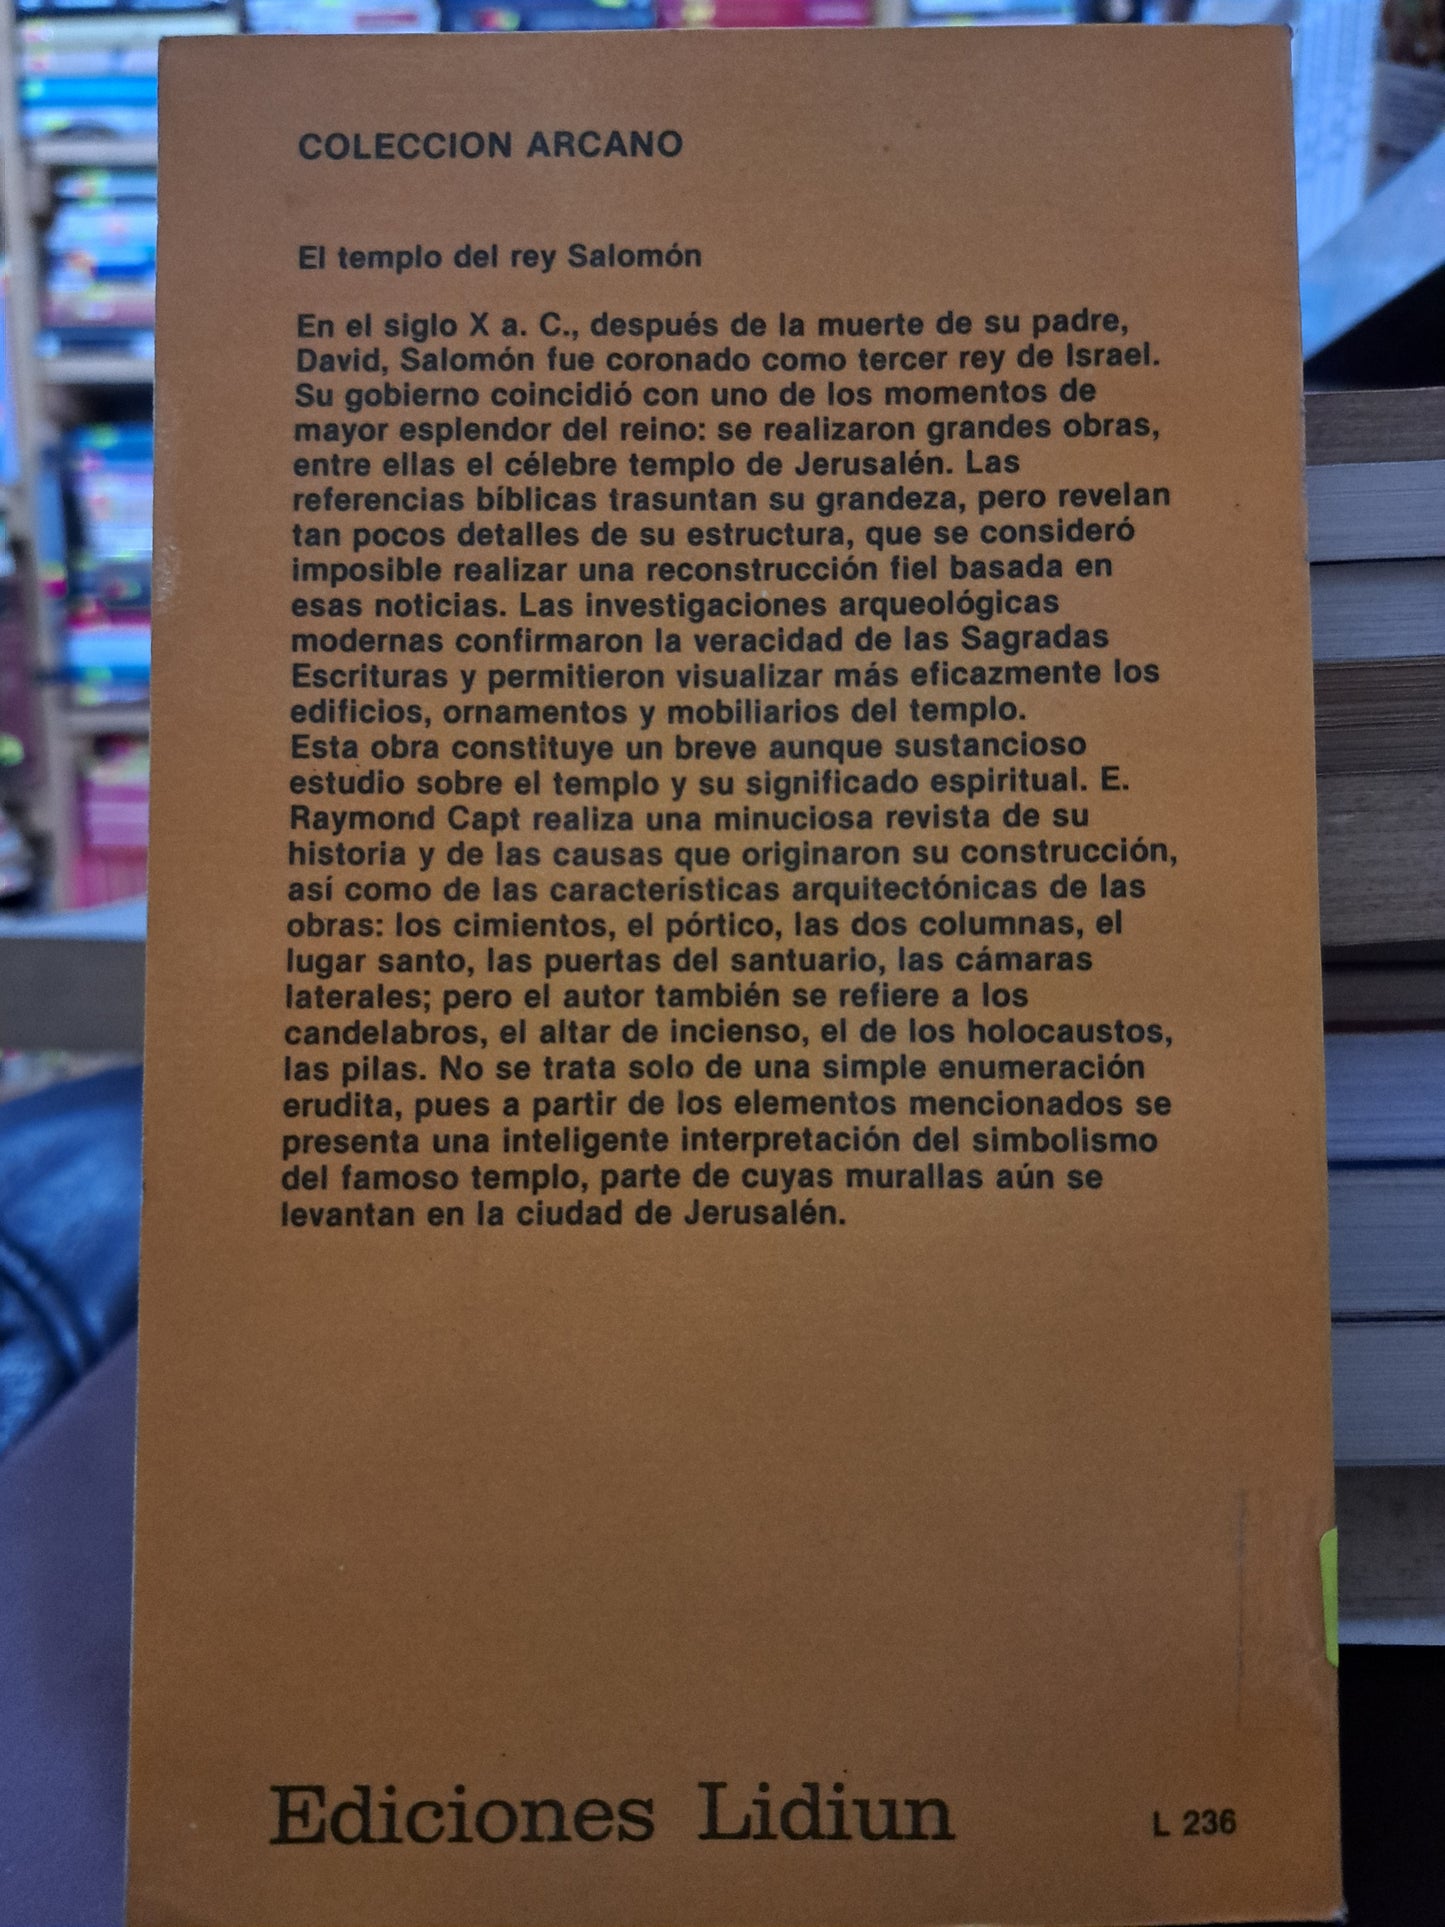 COLECCION ARCANO
El templo del rey Salomón
En el siglo X a. C., después de la muerte de su padre,
David, Salomón fue coronado como tercer rey de Israel.
Su gobierno coincidió con uno de los momentos de
mayor esplendor del reino: se realizaron grandes obras,
entre ellas el célebre templo de Jerusalén. Las
referencias bíblicas trasuntan su grandeza, pero revelan
tan pocos detalles de su estructura, que se consideró
imposible realizar una reconstrucción fiel basada en
esas noticias. Las investigaciones arqueológicas
modernas confirmaron la veracidad de las Sagradas
Escrituras y permitieron visualizar más eficazmente los
edificios, ornamentos y mobiliarios del templo.
Esta obra constituye un breve aunque sustancioso
estudio sobre el templo y su significado espiritual. E.
Raymond Capt realiza una minuciosa revista de su
historia y de las causas que originaron su construcción,
así como de las características arquitectónicas de las
obras: los cimientos, el pórtico, las dos columnas, el
lugar santo, las puertas del santuario, las cámaras
laterales; pero el autor también se refiere a los
candelabros, el altar de incienso, el de los holocaustos,
las pilas. No se trata solo de una simple enumeración
erudita, pues a partir de los elementos mencionados se
presenta una inteligente interpretación del simbolismo
del famoso templo, parte de cuyas murallas aún se
levantan en la ciudad de Jerusalén.
Ediciones Lidiun
L 236